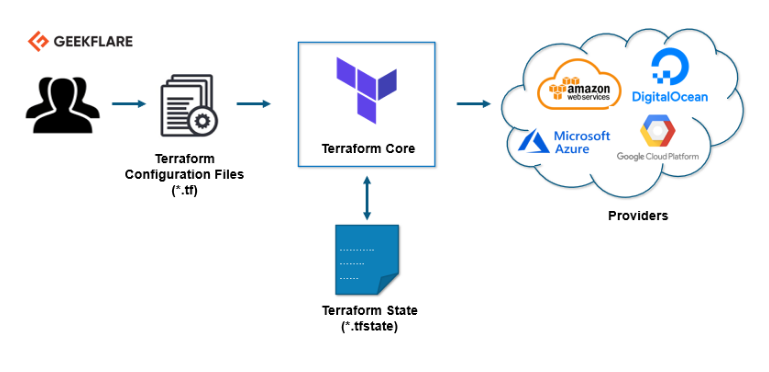 GEEKFLARE
Terraform
Configuration Files
(*.tf)
Terraform Core
Terraform State
(*.tfstate)
amazon
webservices
DigitalOcean
Microsoft
Azure
Google Cloud Platform
Providers